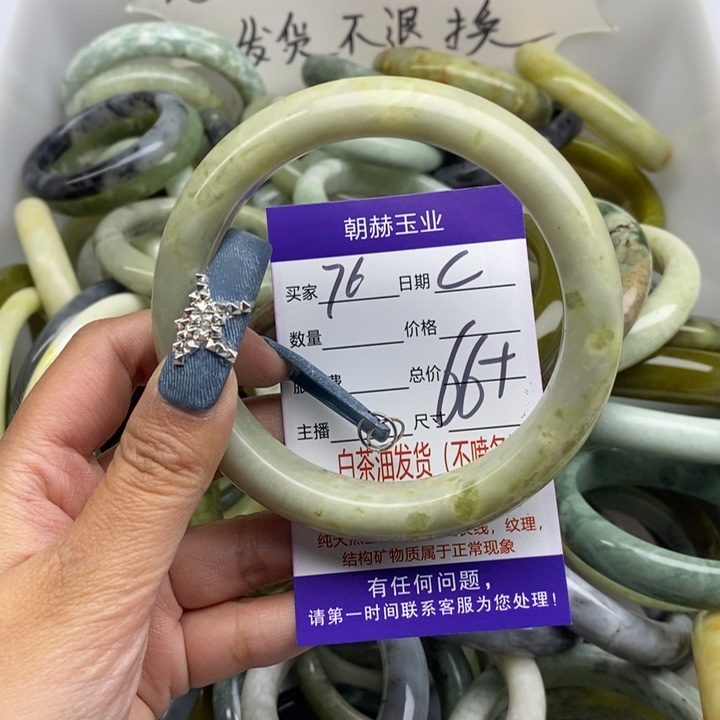 发货 不退 换
朝赫玉业
买家 76 日期 C
数量 价格
费 总价 66+
主播 尺寸
白茶油发货(不喷
纹理,
结构矿物质属于正常现象
有任何问题,
请第一时间联系客服为您处理!